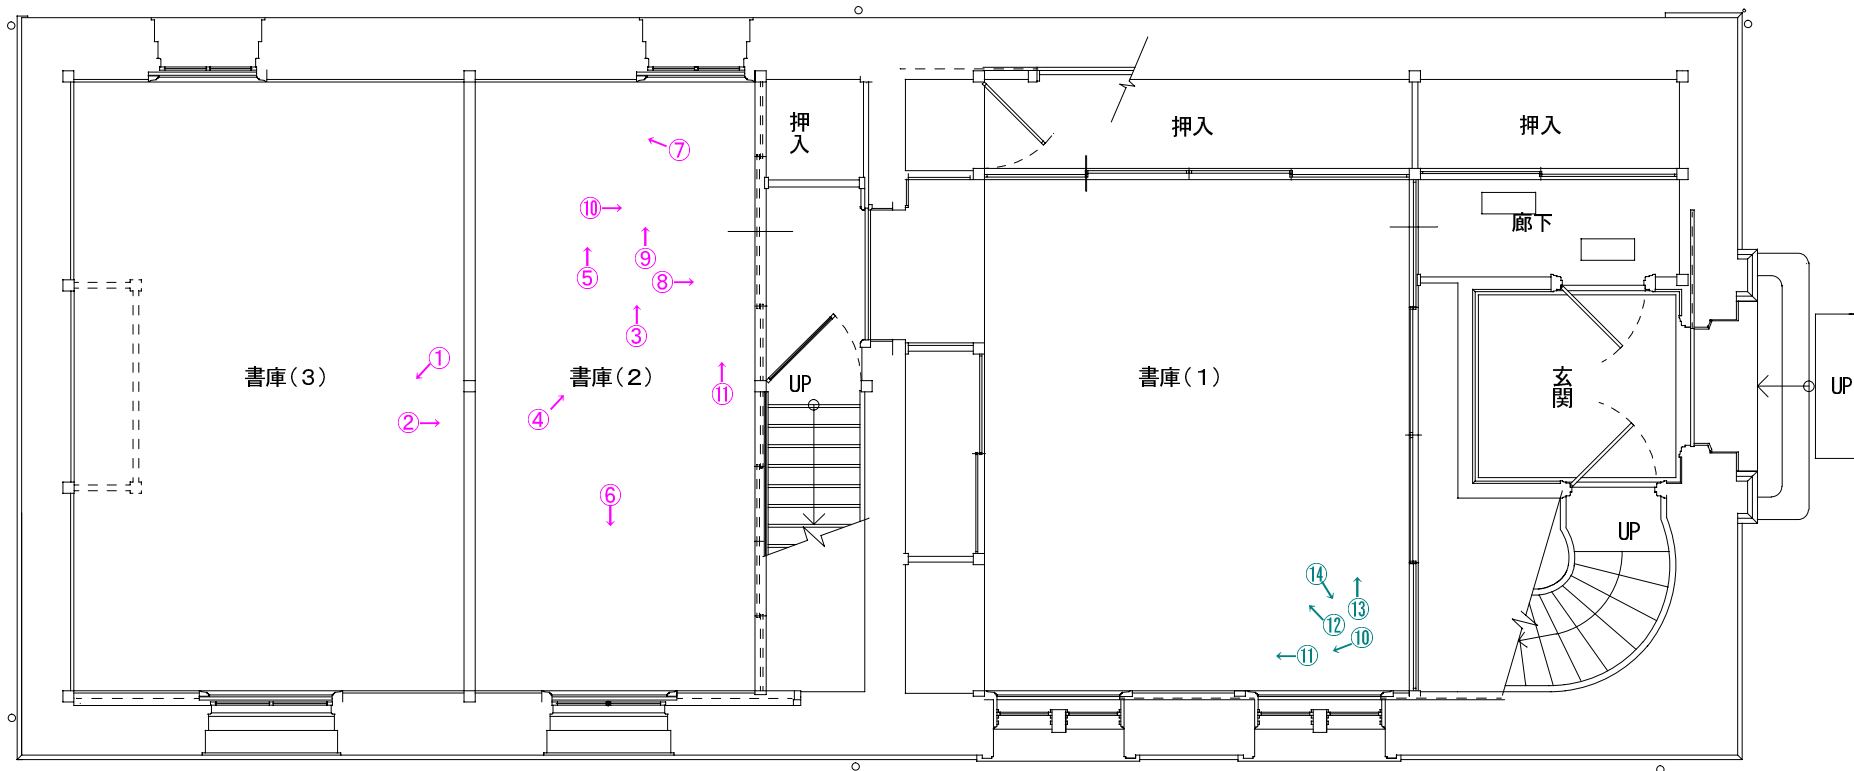 押入
押入
押入
⑦
⑩→
廊下
⑨
⑤
⑧→
③
①
書庫(3)
書庫(2)
⑪
UP
書庫(1)
玄関
UP
②→
④
⑥
UP
⑭
⑬
⑫
⑩
←⑪